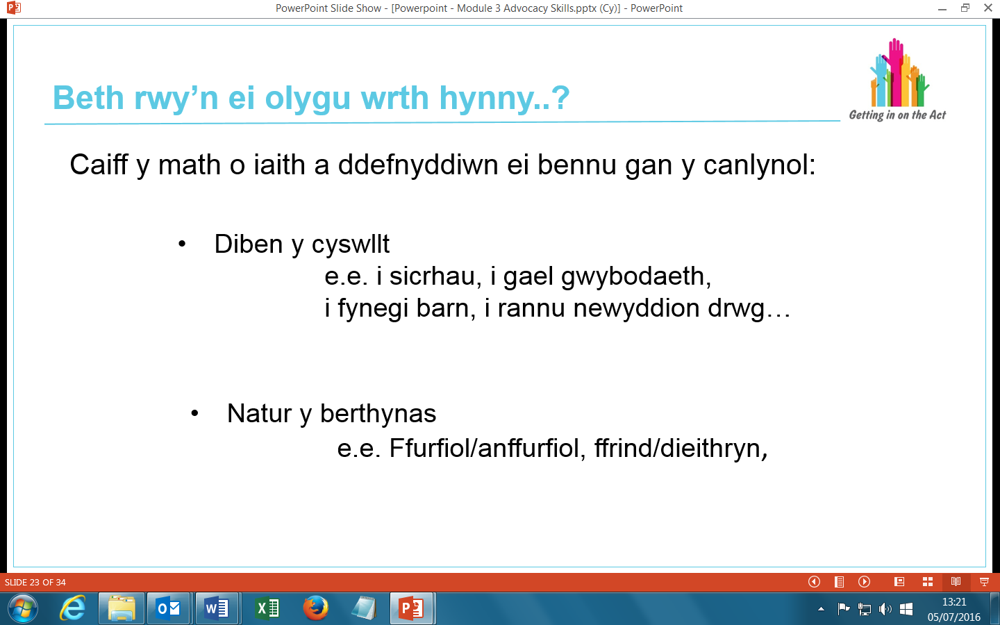 PowerPoint Slide Show - [Powerpoint - Module 3 Advocacy Skills.pptx (Cy)] - PowerPoint
Beth rwy’n ei olygu wrth hynny..?
Getting in on the Act
Caiff y math o iaith a ddefnyddiwn ei bennu gan y canlynol:
• Diben y cyswllt
e.e. i sicrhau, i gael gwybodaeth,
i fynegi barn, i rannu newyddion drwg…
• Natur y berthynas
e.e. Ffurfiol/anffurfiol, ffrind/dieithryn,
SLIDE 23 OF 34
13:21
05/07/2016